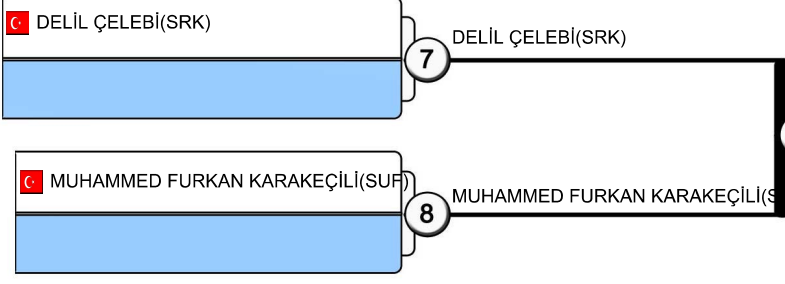 DELİL ÇELEBİ(SRK)
7
DELİL ÇELEBİ(SRK)
MUHAMMED FURKAN KARAKEÇİLİ(SUF)
8
MUHAMMED FURKAN KARAKEÇİLİ(S